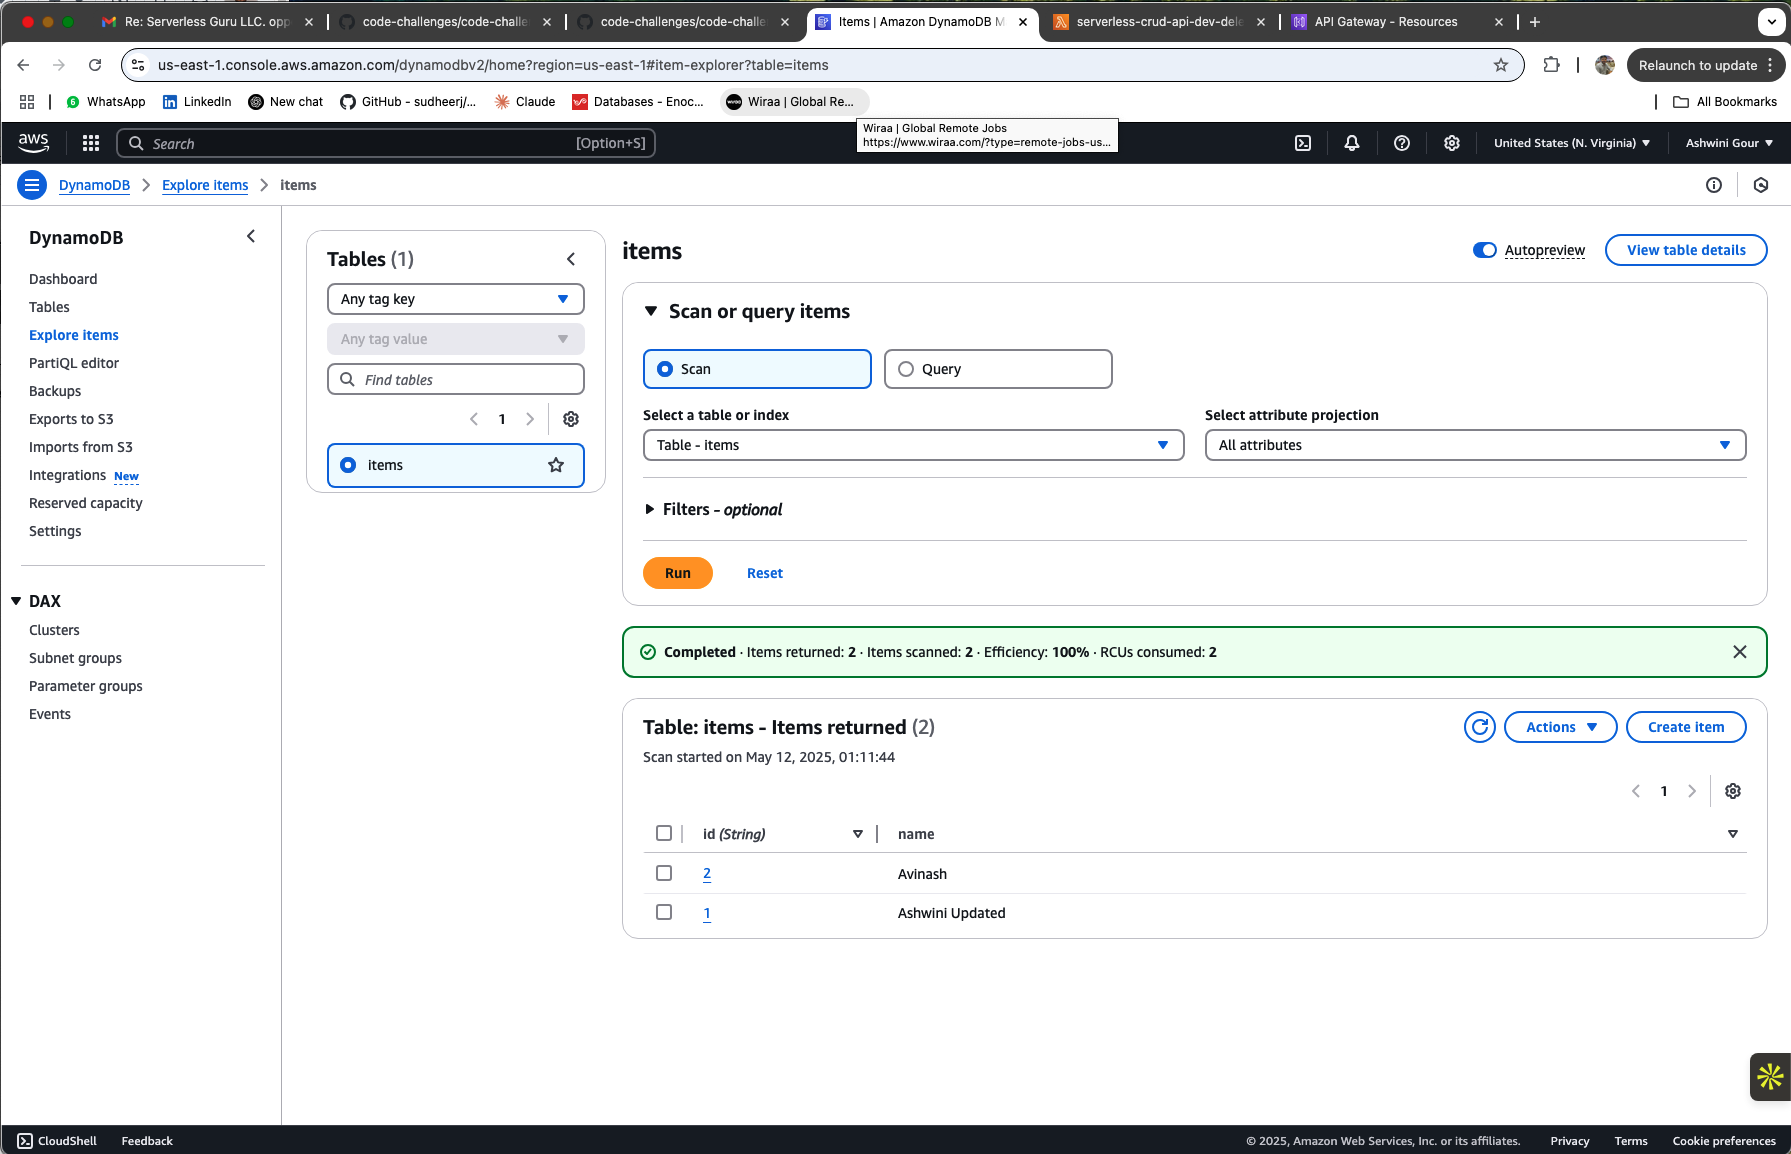 Re: Serverless Guru LLC. opp
code-challenges/code-challe
code-challenges/code-challe
Items | Amazon DynamoDB M
serverless-crud-api-dev-dele
API Gateway - Resources
us-east-1.console.aws.amazon.com/dynamodbv2/home?region=us-east-1#item-explorer?table=items
Relaunch to update
WhatsApp
LinkedIn
New chat
GitHub - sudheerj/...
Claude
Databases - Enoc...
Wiraa | Global Re...
All Bookmarks
Wiraa | Global Remote Jobs
https://www.wiraa.com/?type=remote-jobs-us...
aws
Search
[Option+S]
United States (N. Virginia)
Ashwini Gour
DynamoDB
Explore items
items
DynamoDB
Dashboard
Tables
Explore items
PartiQL editor
Backups
Exports to S3
Imports from S3
Integrations New
Reserved capacity
Settings
DAX
Clusters
Subnet groups
Parameter groups
Events
Tables (1)
Any tag key
Any tag value
Find tables
1
items
items
Autopreview
View table details
Scan or query items
Scan
Query
Select a table or index
Table - items
Select attribute projection
All attributes
Filters - optional
Run
Reset
Completed · Items returned: 2 · Items scanned: 2 · Efficiency: 100% · RCUs consumed: 2
Table: items - Items returned (2)
Scan started on May 12, 2025, 01:11:44
Actions
Create item
1
id (String)
name
2
Avinash
1
Ashwini Updated
CloudShell
Feedback
© 2025, Amazon Web Services, Inc. or its affiliates.
Privacy
Terms
Cookie preferences